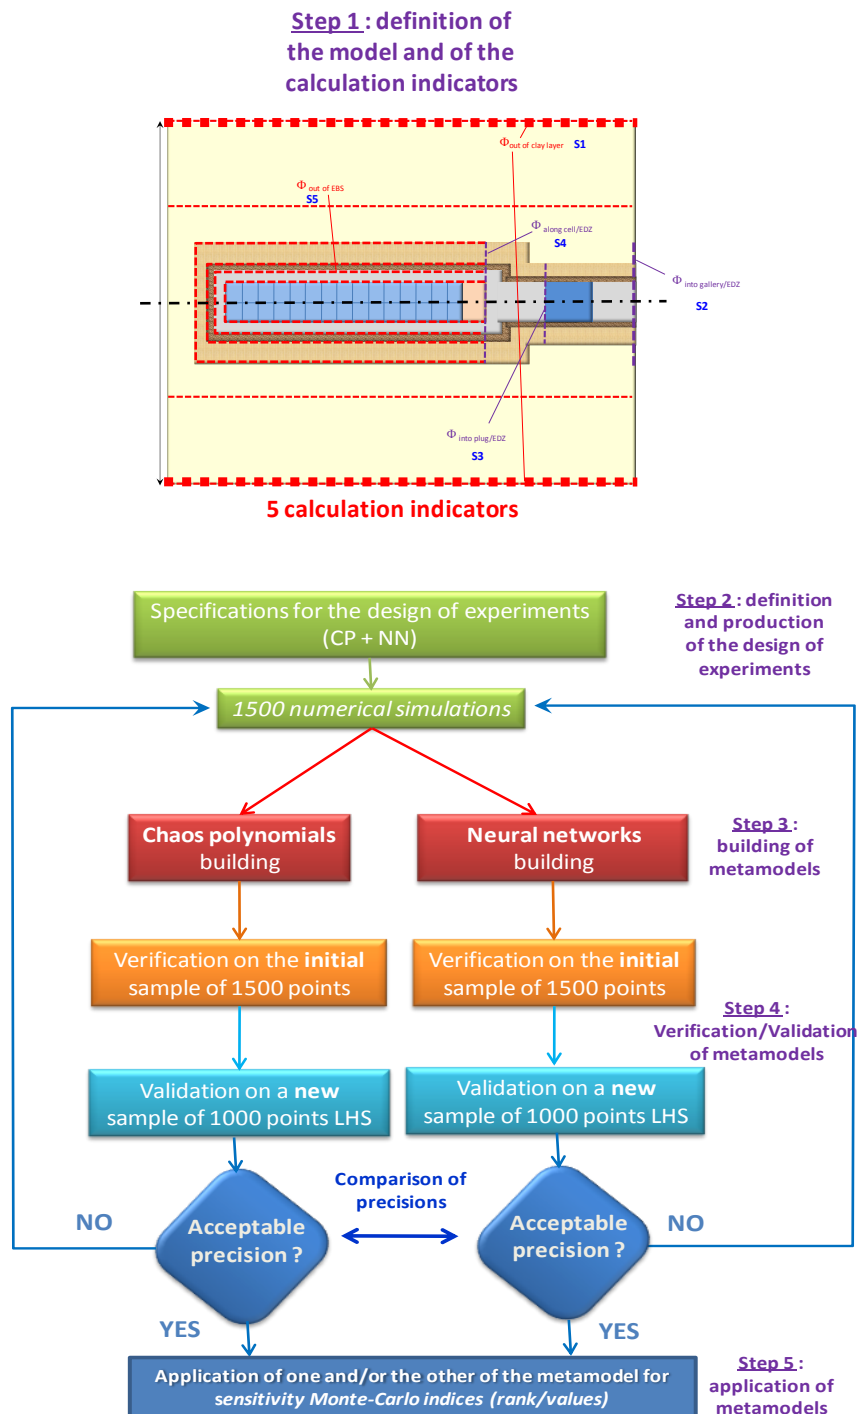 Step 1 : definition of
the model and of the
calculation indicators
Φout of clay layer S1
Φ out of EBS
S5
Φ along cell/EDZ
S4
Φ into gallery/EDZ
S2
Φ into plug/EDZ
S3
5 calculation indicators
Specifications for the design of experiments
(CP + NN)
Step 2 : definition
and production
of the design of
experiments
1500 numerical simulations
Chaos polynomials
building
Neural networks
building
Step 3 :
building of
metamodels
Verification on the initial
sample of 1500 points
Verification on the initial
sample of 1500 points
Step 4 :
Verification/Validation
of metamodels
Validation on a new
sample of 1000 points LHS
Validation on a new
sample of 1000 points LHS
Comparison of
precisions
NO
Acceptable
precision ?
Acceptable
precision ?
NO
YES
YES
Application of one and/or the other of the metamodel for
sensitivity Monte-Carlo indices (rank/values)
Step 5 :
application of
metamodels